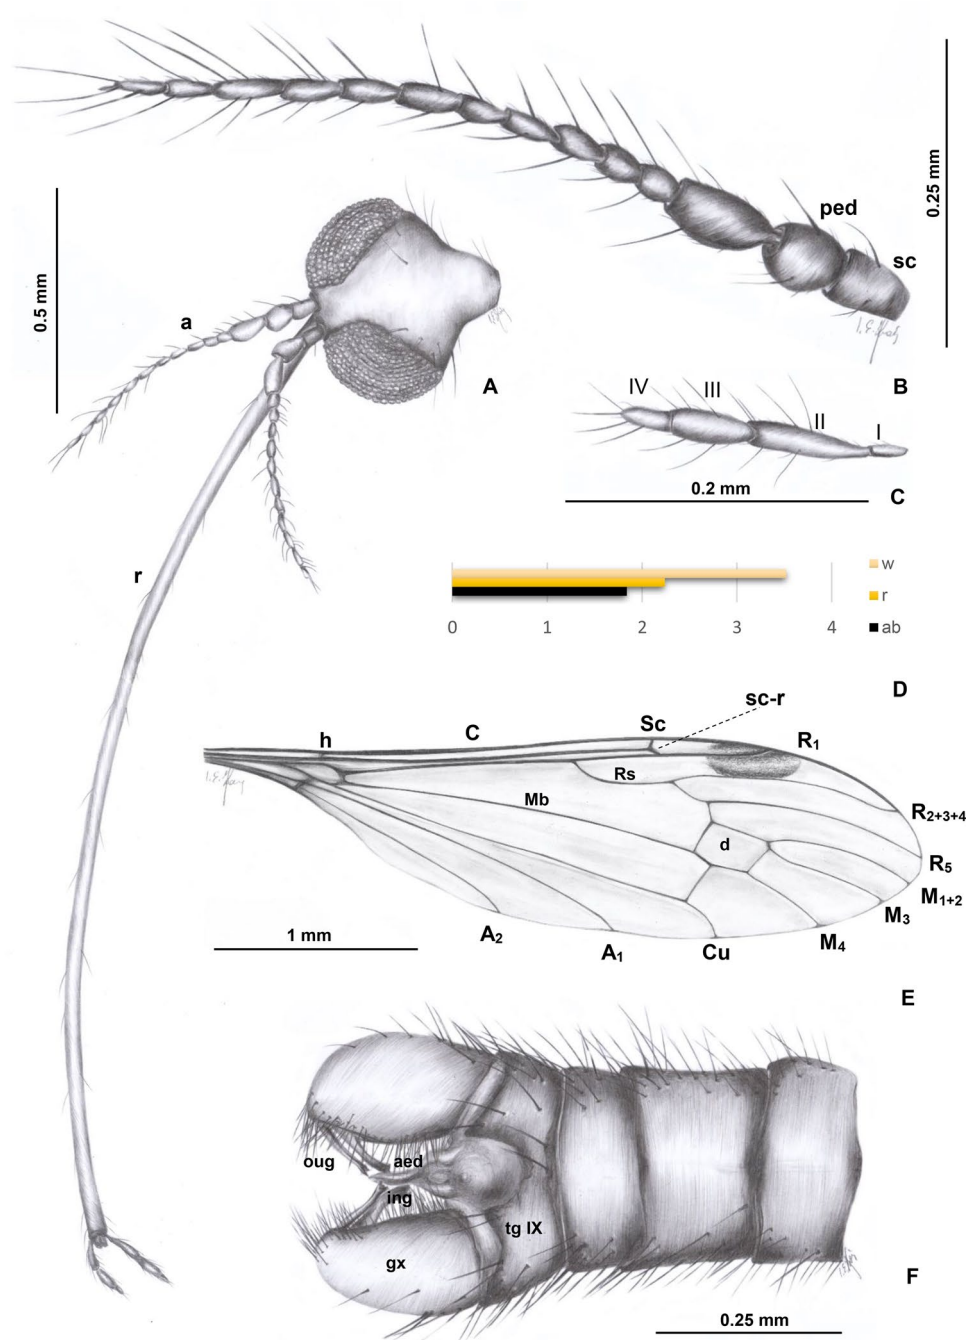 0.25 mm
ped
sc
0.5 mm
a
A
B
IV
III
II
I
0.2 mm
C
r
w
r
ab
0
1
2
3
4
D
sc-r
Sc
C
h
R1
Rs
Mb
d
R2+3+4
R5
M1+2
M3
M4
Cu
A1
A2
1 mm
E
oug
aed
ing
tg IX
gx
F
0.25 mm